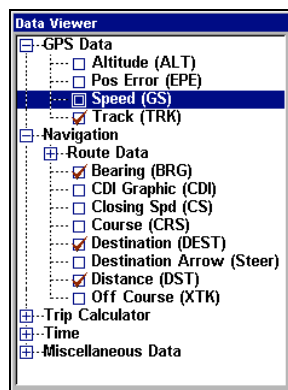 Data Viewer
GPS Data
Altitude (ALT)
Pos Error (EPE)
Speed (GS)
Track (TRK)
Navigation
Route Data
Bearing (BRG)
CDI Graphic (CDI)
Closing Spd (CS)
Course (CRS)
Destination (DEST)
Destination Arrow (Steer)
Distance (DST)
Off Course (XTK)
Trip Calculator
Time
Miscellaneous Data